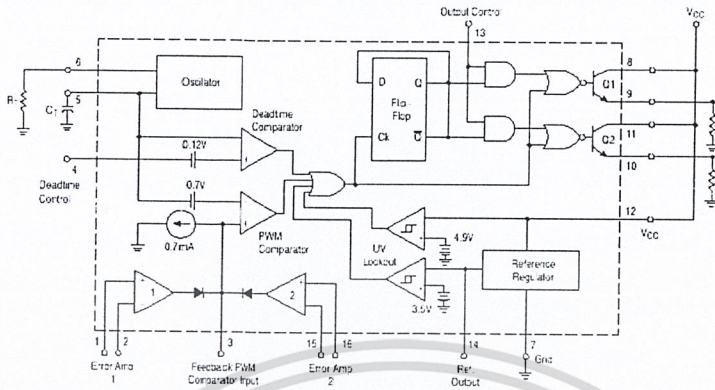 Output Control
VCC
13
6
8
Oscillator
D
Q
Q1
RT
5
9
CT
Deadtime
Comparator
Flip-
Flop
11
0.12V
Ck
Q
Q2
4
10
Deadtime
Control
0.7V
12
PWM
Comparator
UV
Lockout
4.9V
VCC
0.7mA
Reference
Regulator
1
2
3.5V
1
2
3
15
16
14
7
Error Amp
1
Feedback PWM
Comparator Input
Error Amp
2
Ref.
Output
Gnd